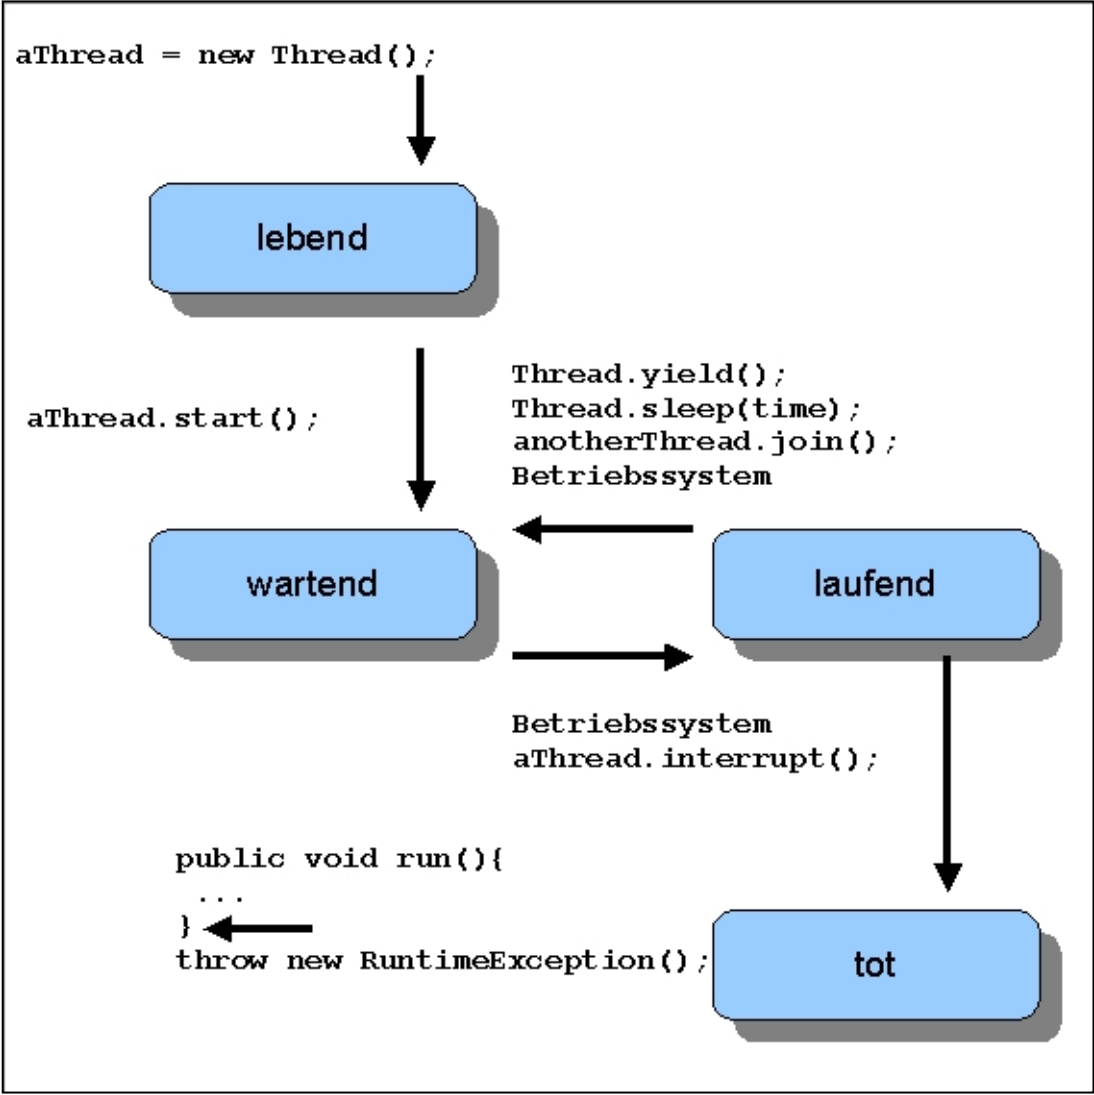 aThread = new Thread();
lebend
aThread.start();
Thread.yield();
Thread.sleep(time);
anotherThread.join();
Betriebssystem
wartend
laufend
Betriebssystem
aThread.interrupt();
public void run(){
...
}
throw new RuntimeException();
tot